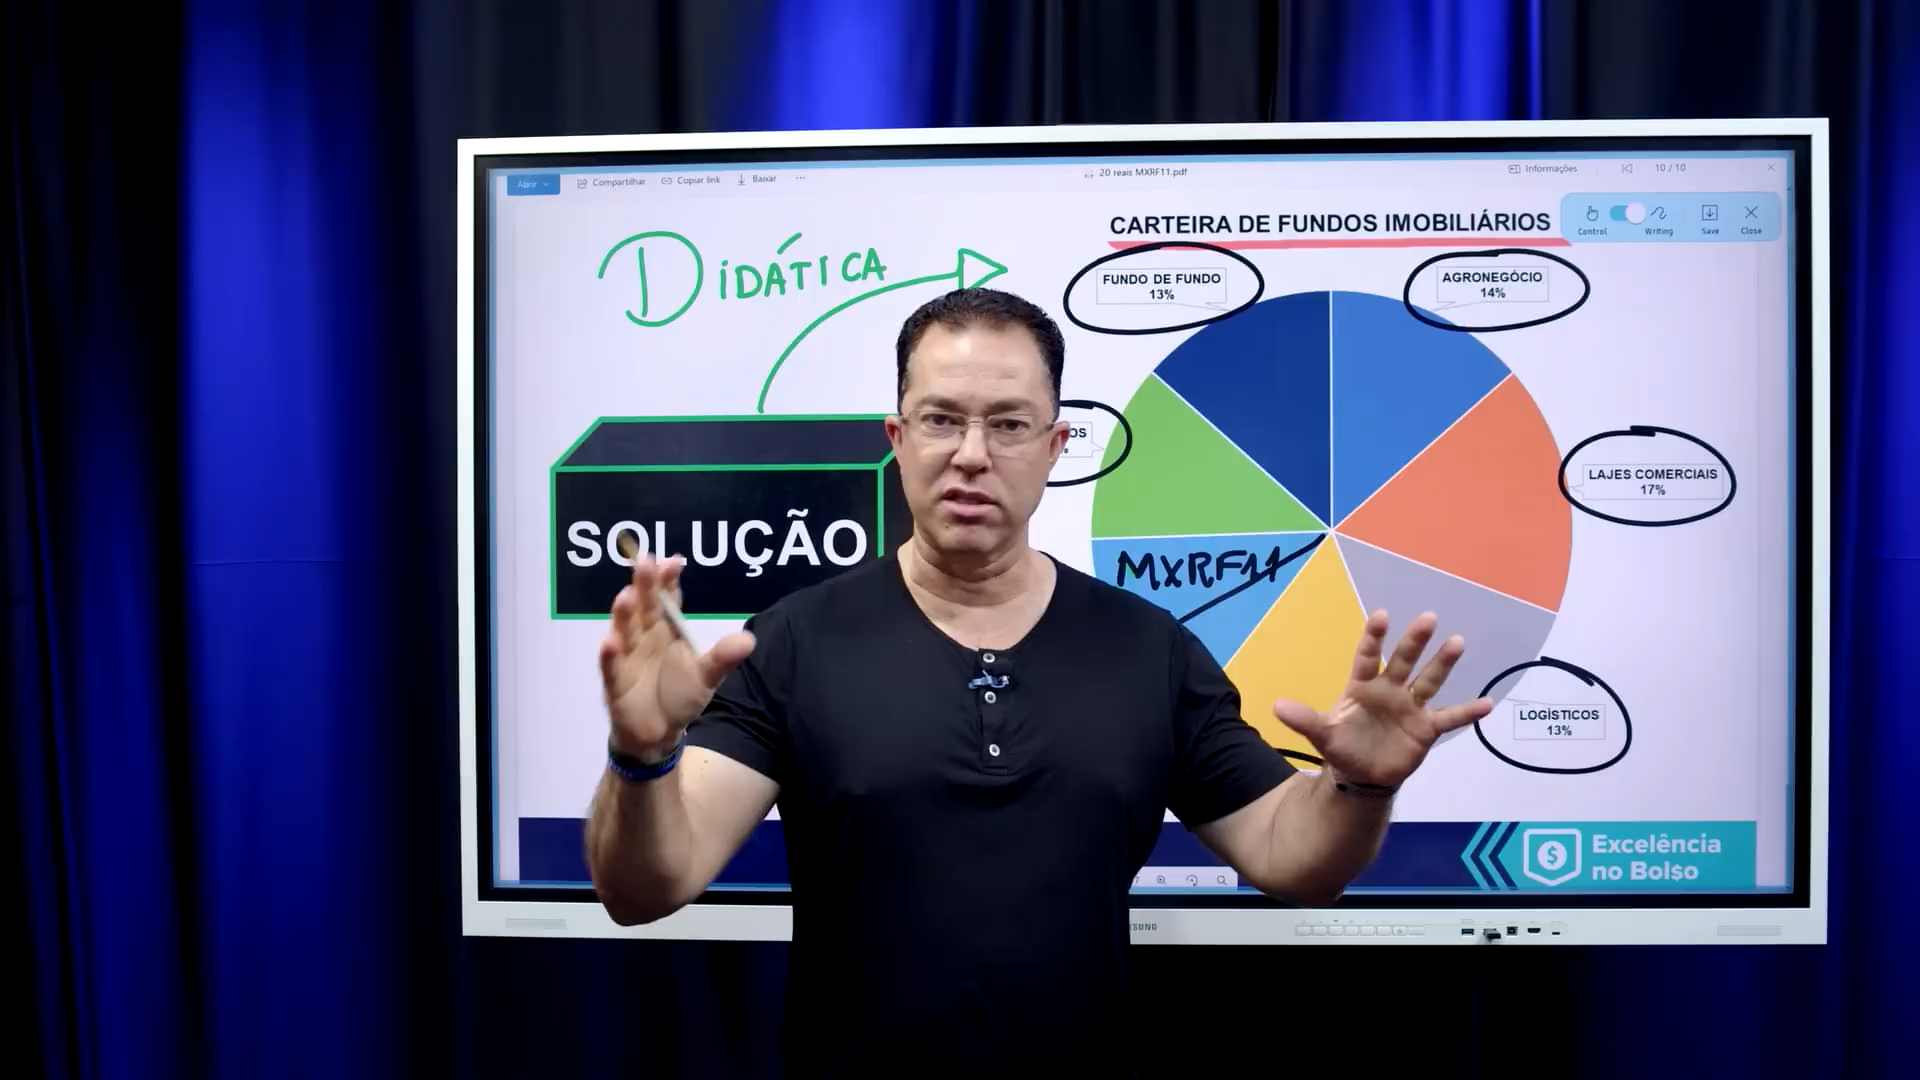 Abrir
Compartilhar
Copiar link
Baixar
20 reais MXRF11.pdf
Informações
10 / 10
Control
Writing
Save
Close
CARTEIRA DE FUNDOS IMOBILIÁRIOS
DIDÁTICA
FUNDO DE FUNDO
13%
AGRONEGÓCIO
14%
LAJES COMERCIAIS
17%
SOLUÇÃO
MXRF11
LOGÍSTICOS
13%
Excelência
no Bol$o